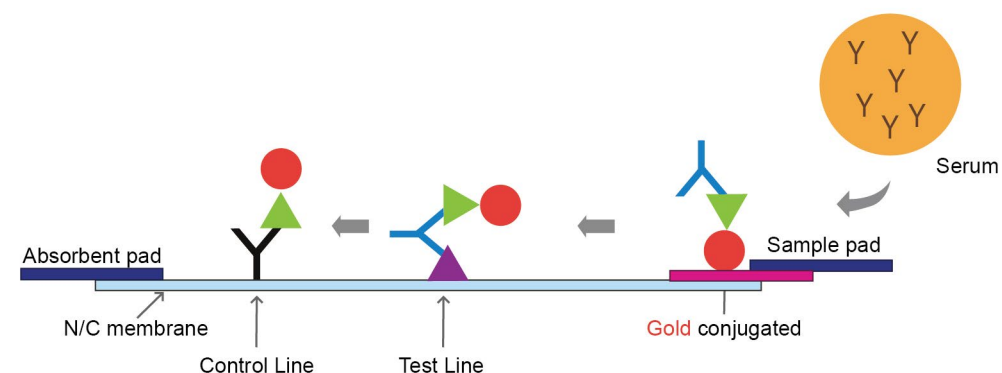 Serum
Absorbent pad
Sample pad
N/C membrane
Gold conjugated
Control Line
Test Line